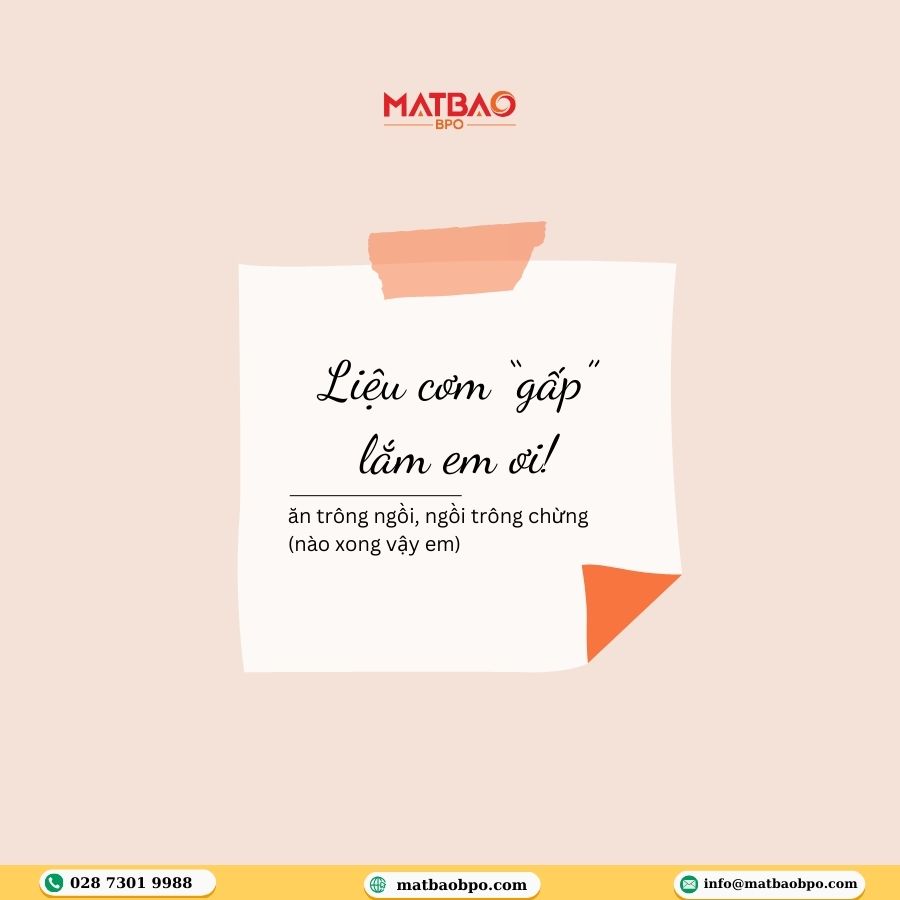 MATBAO
BPO
Liệu cơm "gấp"
lắm em ơi!
ăn trông ngồi, ngồi trông chừng
(nào xong vậy em)
028 7301 9988
matbaobpo.com
info@matbaobpo.com